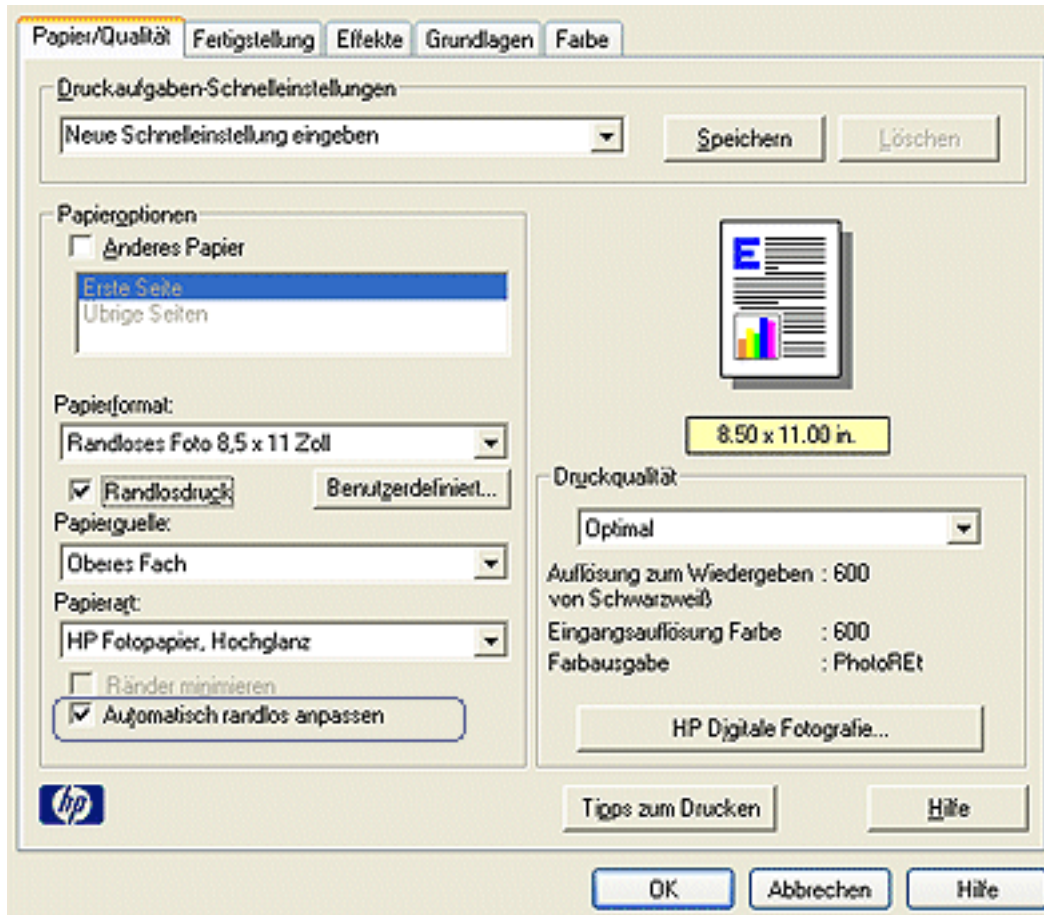 Papier/Qualität Fertigstellung Effekte Grundlagen Farbe
Druckaufgaben-Schnelleinstellungen
Neue Schnelleinstellung eingeben Speichern Löschen
Papieroptionen
Anderes Papier
Erste Seite
Übrige Seiten
E
Papierformat:
Randloses Foto 8,5 x 11 Zoll
8.50 x 11.00 in.
Randlosdruck Benutzerdefiniert...
Druckqualität
Optimal
Papierquelle:
Oberes Fach
Auflösung zum Wiedergeben : 600
von Schwarzweiß
Papierart:
HP Fotopapier, Hochglanz
Eingangsauflösung Farbe : 600
Farbausgabe : PhotoREt
Ränder minimieren
Automatisch randlos anpassen
HP Digitale Fotografie...
hp
Tipps zum Drucken Hilfe
OK Abbrechen Hilfe